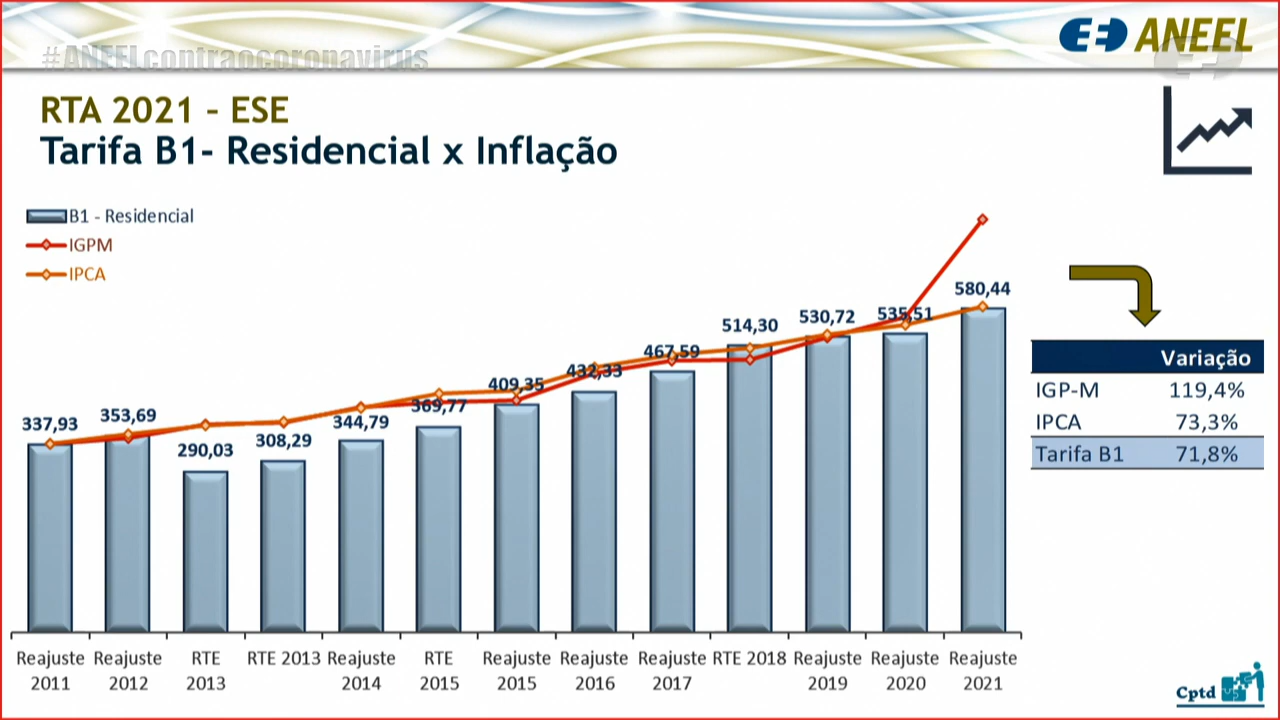 #ANEELcontraocoronavirus
ANEEL
RTA 2021 – ESE
Tarifa B1- Residencial x Inflação
B1 - Residencial
IGPM
IPCA
337,93
353,69
290,03
308,29
344,79
369,77
409,35
432,33
467,59
514,30
530,72
535,51
580,44
Reajuste 2011
Reajuste 2012
RTE 2013
RTE 2013
Reajuste 2014
RTE 2015
Reajuste 2015
Reajuste 2016
Reajuste 2017
RTE 2018
Reajuste 2019
Reajuste 2020
Reajuste 2021
Variação
IGP-M 119,4%
IPCA 73,3%
Tarifa B1 71,8%
Cptd